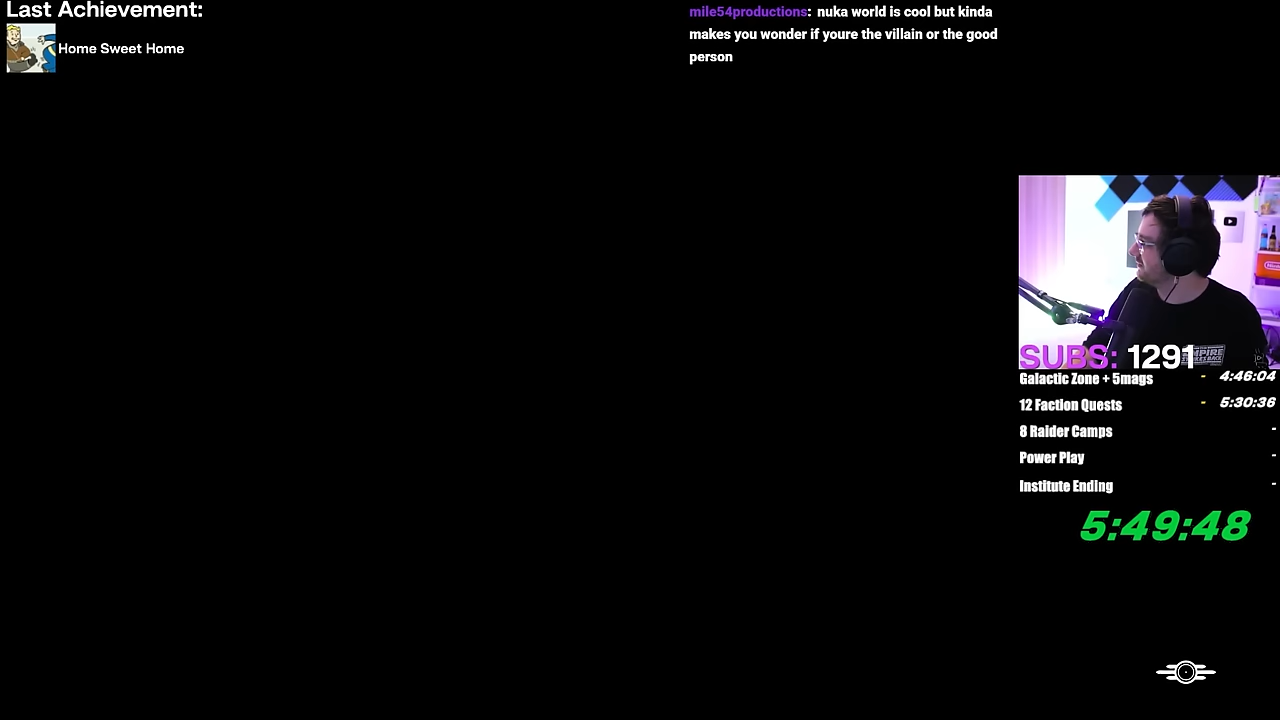 Last Achievement:
Home Sweet Home
mile54productions: nuka world is cool but kinda
makes you wonder if youre the villain or the good
person
SUBS: 1291
Galactic Zone + 5mags - 4:46:04
12 Faction Quests - 5:30:36
8 Raider Camps -
Power Play -
Institute Ending -
5:49:48